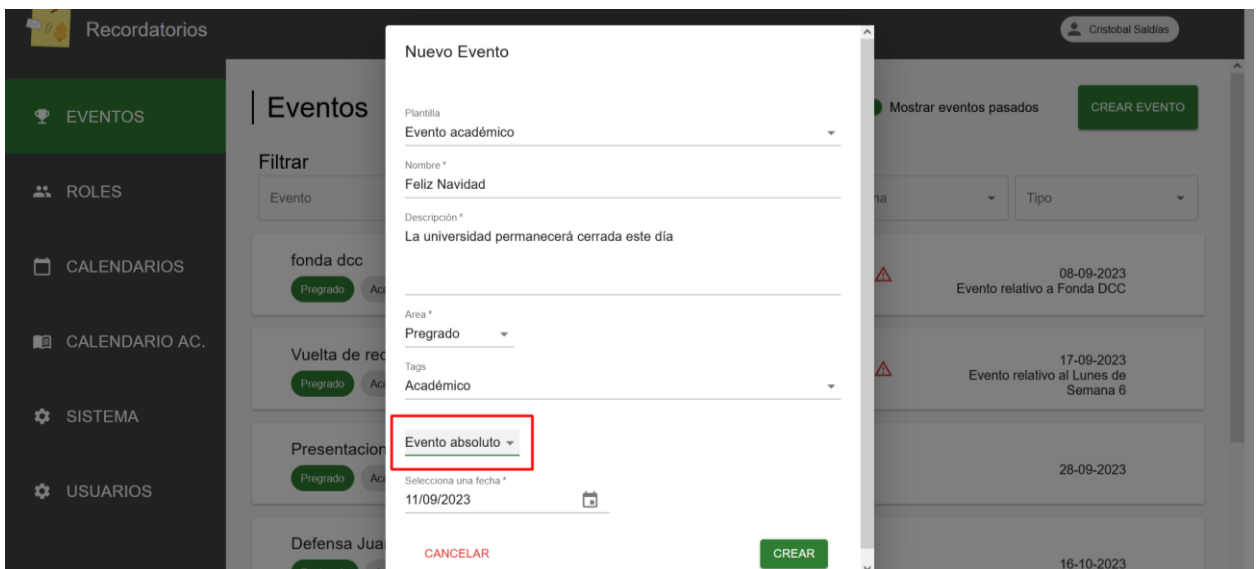 Recordatorios
Cristobal Saldías
EVENTOS
ROLES
CALENDARIOS
CALENDARIO AC.
SISTEMA
USUARIOS
Eventos
Mostrar eventos pasados
CREAR EVENTO
Filtrar
Evento
Tipo
fonda dcc
Pregrado
08-09-2023
Evento relativo a Fonda DCC
Vuelta de
Pregrado
17-09-2023
Evento relativo al Lunes de
Semana 6
Presentacion
Pregrado
28-09-2023
Defensa
16-10-2023
Nuevo Evento
Plantilla
Evento académico
Nombre *
Feliz Navidad
Descripción *
La universidad permanecerá cerrada este día
Area *
Pregrado
Tags
Académico
Evento absoluto
Selecciona una fecha *
11/09/2023
CANCELAR
CREAR